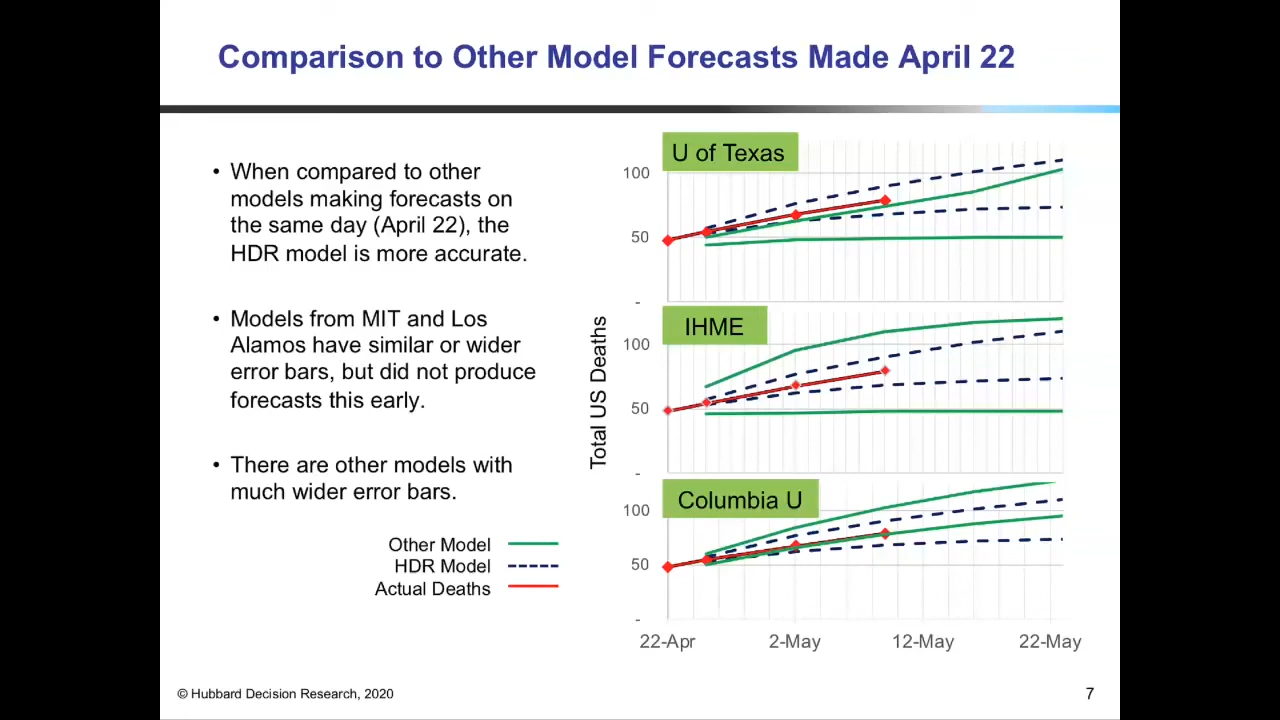 Comparison to Other Model Forecasts Made April 22
• When compared to other
models making forecasts on
the same day (April 22), the
HDR model is more accurate.
• Models from MIT and Los
Alamos have similar or wider
error bars, but did not produce
forecasts this early.
• There are other models with
much wider error bars.
Other Model
HDR Model
Actual Deaths
Total US Deaths
U of Texas
100
50
-
IHME
100
50
-
Columbia U
100
50
-
22-Apr 2-May 12-May 22-May
© Hubbard Decision Research, 2020
7